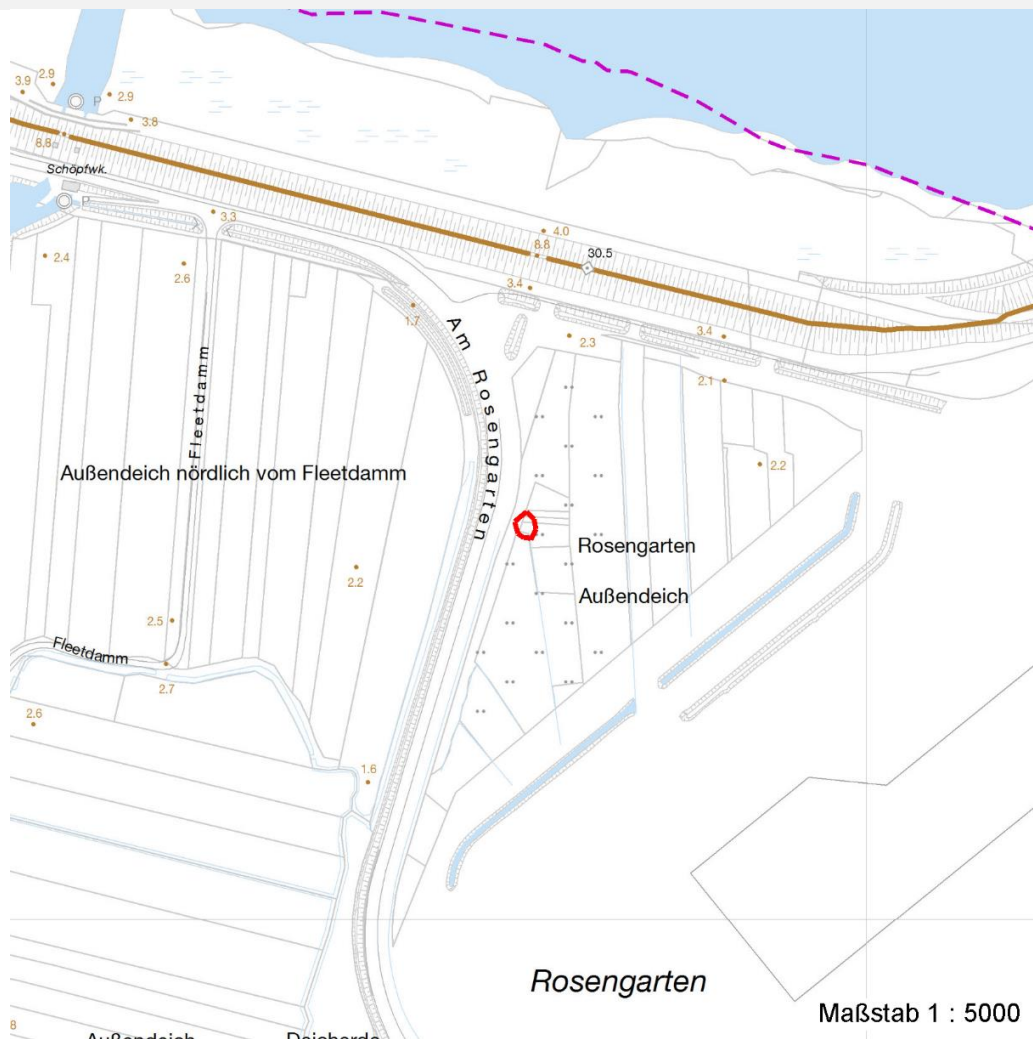 2.9
3.9
2.9
P
3.8
8.8
Schöpfwk.
P
3.3
4.0
8.8
30.5
2.4
2.6
3.4
1.7
3.4
2.3
2.1
Am Rosengarten
Fleetdamm
Außendeich nördlich vom Fleetdamm
2.2
Rosengarten
2.2
Außendeich
2.5
Fleetdamm
2.7
2.6
1.6
Rosengarten
Maßstab 1 : 5000
8
Außendeich Deicherde